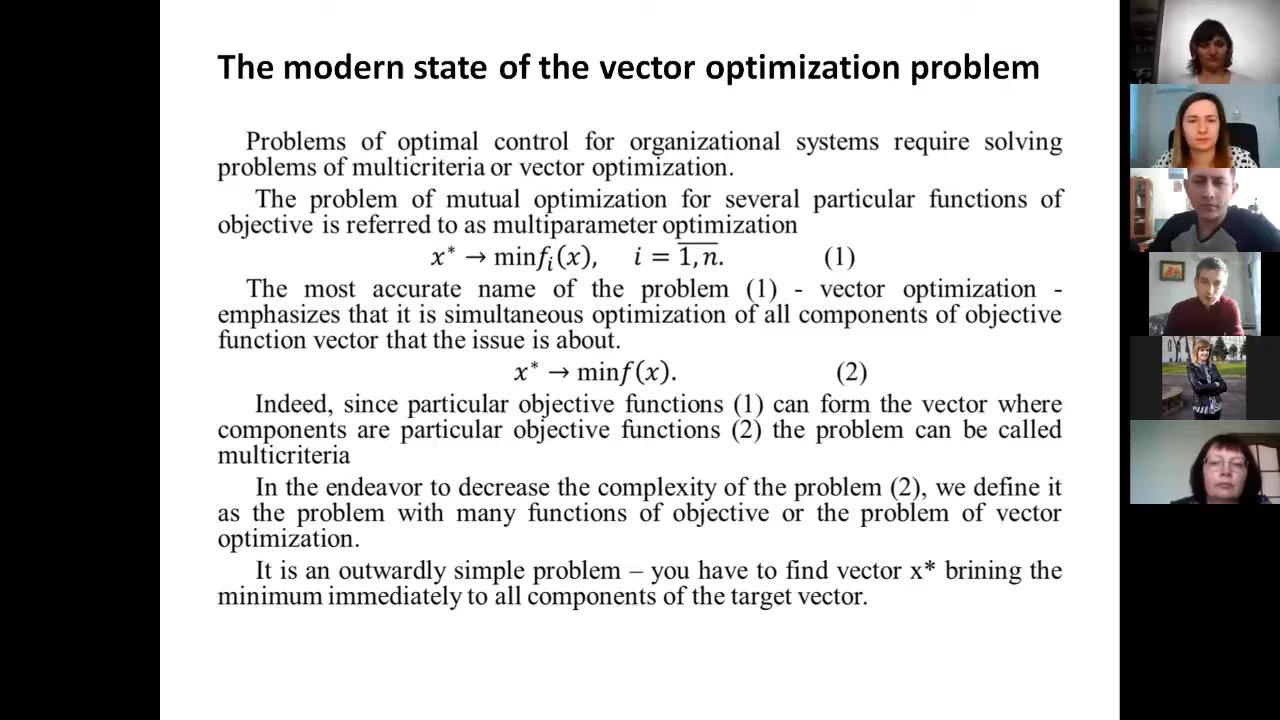 The modern state of the vector optimization problem
Problems of optimal control for organizational systems require solving
problems of multicriteria or vector optimization.
The problem of mutual optimization for several particular functions of
objective is referred to as multiparameter optimization
x* → minfᵢ(x), i = 1,n. (1)
The most accurate name of the problem (1) - vector optimization -
emphasizes that it is simultaneous optimization of all components of objective
function vector that the issue is about.
x* → minf(x). (2)
Indeed, since particular objective functions (1) can form the vector where
components are particular objective functions (2) the problem can be called
multicriteria
In the endeavor to decrease the complexity of the problem (2), we define it
as the problem with many functions of objective or the problem of vector
optimization.
It is an outwardly simple problem – you have to find vector x* brining the
minimum immediately to all components of the target vector.